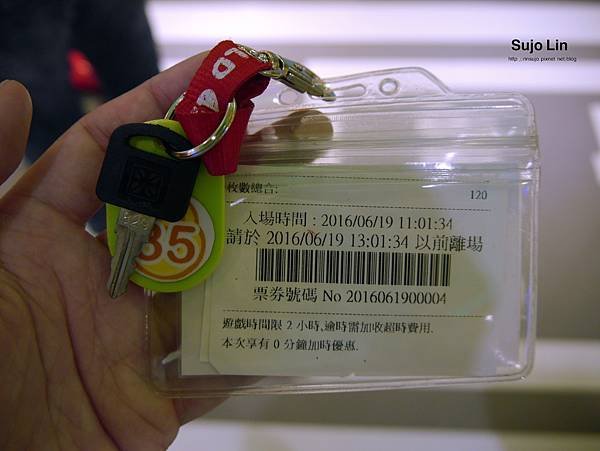 Sujo Lin
http://rinsujo.pixnet.net/blog
35
枚數總合:
120
入場時間 : 2016/06/19 11:01:34
請於 2016/06/19 13:01:34 以前離場
票券號碼 No 2016061900004
遊戲時間限 2 小時,逾時需加收超時費用.
本次享有 0 分鐘加時優惠.